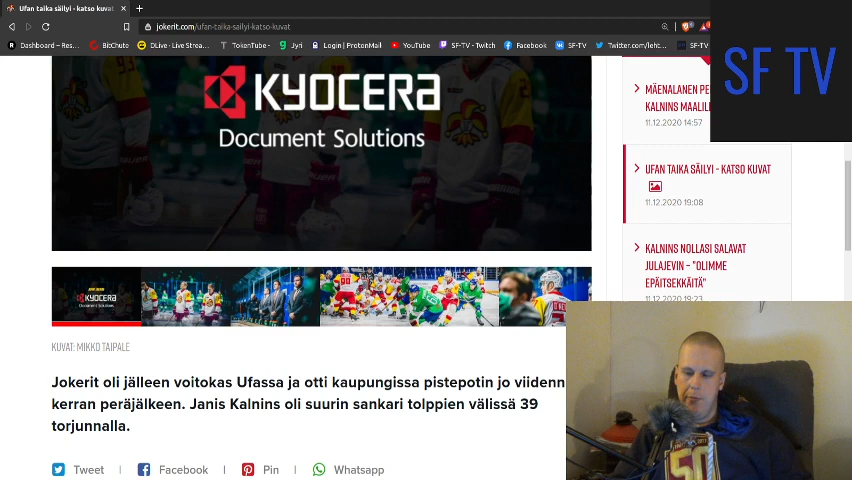 Ufan taika säilyi - katso kuvat
jokerit.com/ufan-taika-sailyi-katso-kuvat
Dashboard – Res…
BitChute
DLive · Live Strea…
TokenTube ·
Jyri
Login | ProtonMail
YouTube
SF-TV - Twitch
Facebook
SF-TV
Twitter.com/leht…
SF-TV
SF TV
KYOCERA
Document Solutions
MÄENALANEN PE
KALNINS MAALIL
11.12.2020 14:57
UFAN TAIKA SÄILYI - KATSO KUVAT
11.12.2020 19:08
KALNINS NOLLASI SALAVAT
JULAJEVIN – "OLIMME
EPÄITSEKKÄITÄ"
11.12.2020 19:23
KYOCERA
KUVAT: MIKKO TAIPALE
Jokerit oli jälleen voitokas Ufassa ja otti kaupungissa pistepotin jo viidenn
kerran peräjälkeen. Janis Kalnins oli suurin sankari tolppien välissä 39
torjunnalla.
Tweet
Facebook
Pin
Whatsapp
50